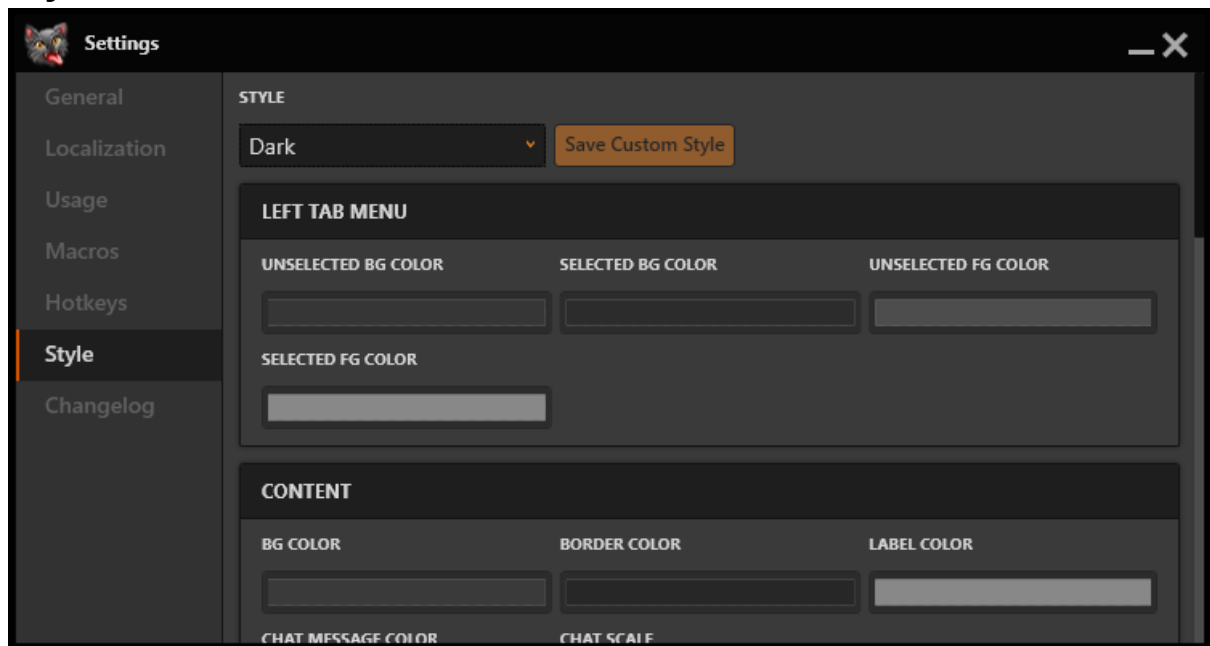 Settings
General
Localization
Usage
Macros
Hotkeys
Style
Changelog
STYLE
Dark
Save Custom Style
LEFT TAB MENU
UNSELECTED BG COLOR
SELECTED BG COLOR
UNSELECTED FG COLOR
SELECTED FG COLOR
CONTENT
BG COLOR
BORDER COLOR
LABEL COLOR
CHAT MESSAGE COLOR
CHAT SCALE